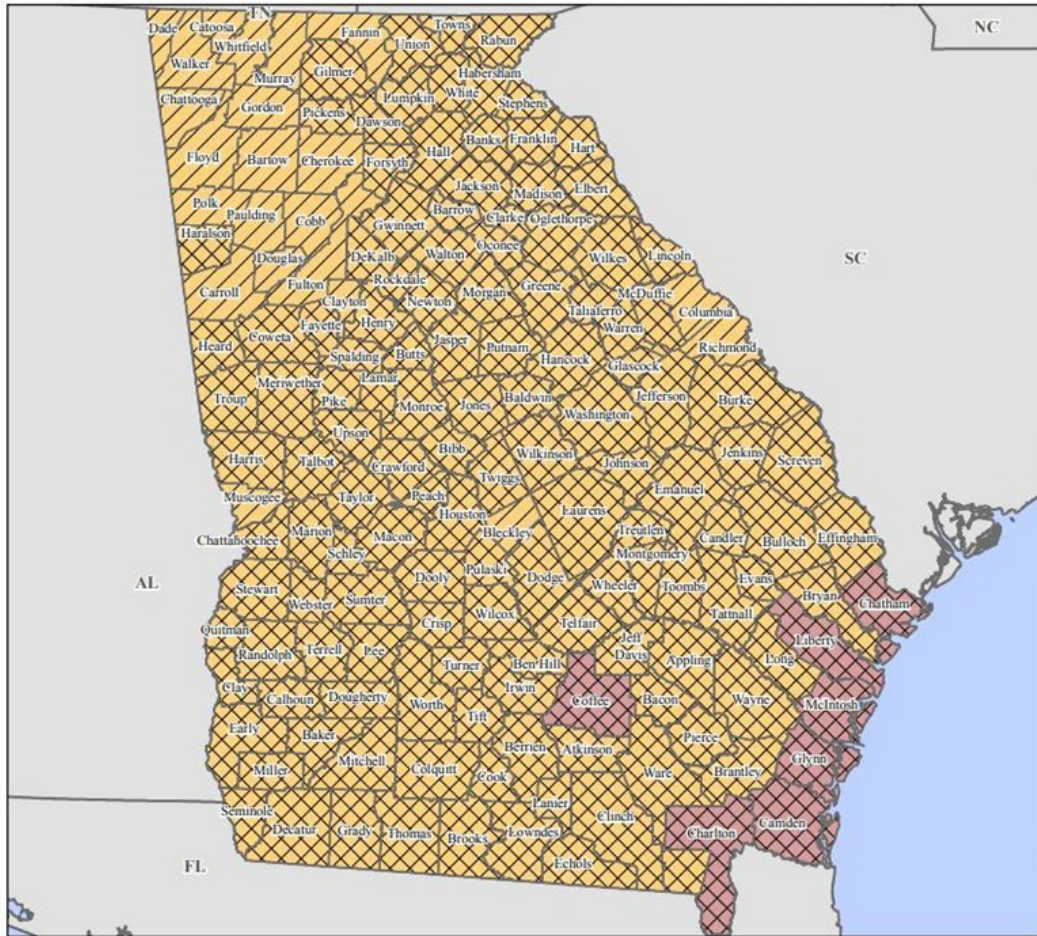 TN
NC
Dade Catoosa Fannin Towns
Whitfield Union Rabun
Walker Gilmer Habersham
Murray White
Chattooga Gordon Lumpkin Stephens
Pickens Dawson
Floyd Bartow Cherokee Forsyth Hall Banks Franklin Hart
Jackson Madison Elbert
Polk Paulding Cobb Barrow Clarke Oglethorpe
Haralson Gwinnett
Douglas DeKalb Walton Oconee Wilkes Lincoln
SC
Carroll Fulton Rockdale Greene McDuffie
Clayton Newton Morgan Taliaferro Columbia
Heard Coweta Fayette Henry Warren
Spalding Butts Jasper Putnam Hancock Glascock Richmond
Troup Meriwether Lamar
Pike Monroe Jones Baldwin Washington Jefferson Burke
Upson
Harris Talbot Bibb Wilkinson Johnson Jenkins Screven
Crawford Twiggs
Muscogee Taylor Peach Emanuel
Houston Laurens
Chattahoochee Marion Macon Bleckley Treutlen Candler Bulloch Effingham
Schley Montgomery
AL
Stewart Dooly Pulaski Dodge Wheeler Toombs Evans Bryan Chatham
Webster Sumter
Crisp Wilcox Telfair Tattnall
Quitman Liberty
Randolph Terrell Lee Turner Ben Hill Jeff Davis Appling Long
Clay Calhoun Dougherty Worth Irwin Coffee Bacon Wayne McIntosh
Tift
Early Baker Berrien Atkinson Pierce
Mitchell Glynn
Miller Colquitt Cook Ware Brantley
Lanier
Seminole Clinch
Decatur Grady Thomas Brooks Lowndes Charlton Camden
FL
Echols